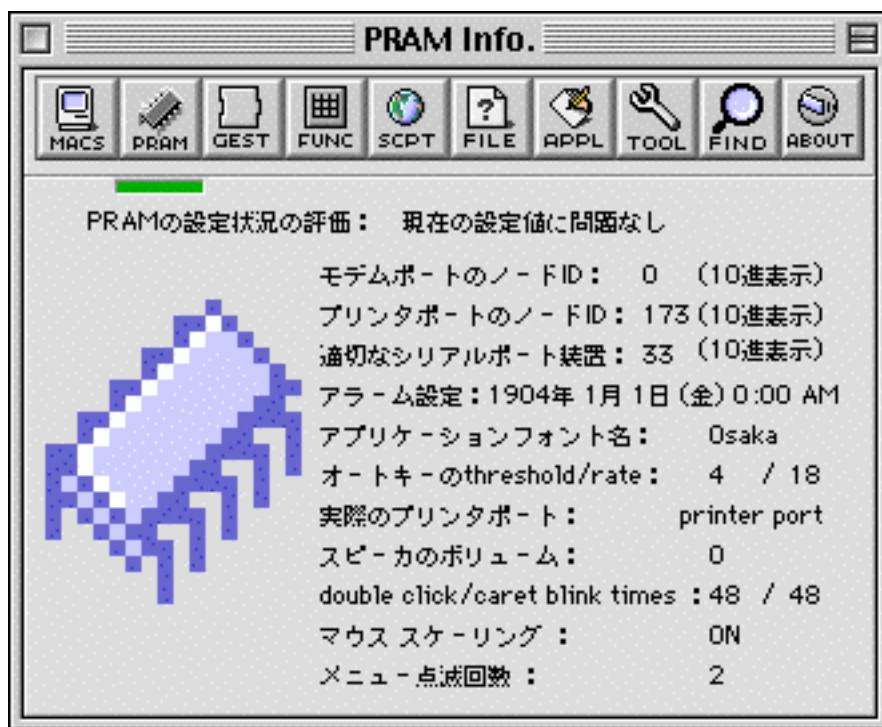 PRAM Info.
MACS PRAM GEST FUNC SCPT FILE APPL TOOL FIND ABOUT
PRAMの設定状況の評価： 現在の設定値に問題なし
モデムポートのノードID： 0 (10進表示)
プリンタポートのノードID： 173 (10進表示)
適切なシリアルポート装置： 33 (10進表示)
アラーム設定：1904年 1月 1日 (金) 0:00 AM
アプリケーションフォント名： Osaka
オートキーのthreshold/rate： 4 / 18
実際のプリンタポート： printer port
スピーカのボリューム： 0
double click/caret blink times ：48 / 48
マウス スケーリング ： ON
メニュー点滅回数 ： 2